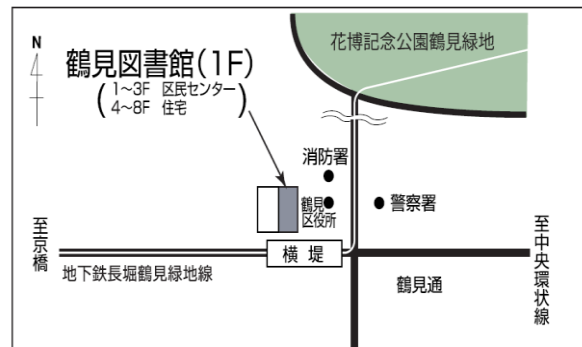 N
花博記念公園鶴見緑地
鶴見図書館(1F)
(1~3F 区民センター
4~8F 住宅)
消防署
鶴見
区役所
警察署
至京橋
横堤
地下鉄長堀鶴見緑地線
鶴見通
至中央環状線